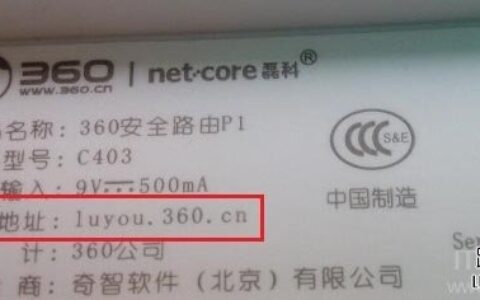 360 | net·core 磊科®
www.360.cn
名称: 360安全路由P1
型号: C403
输入: 9V⎓500mA
地址: luyou.360.cn
计: 360公司
商: 奇智软件 (北京) 有限
CCC S&E
中国制造
Se